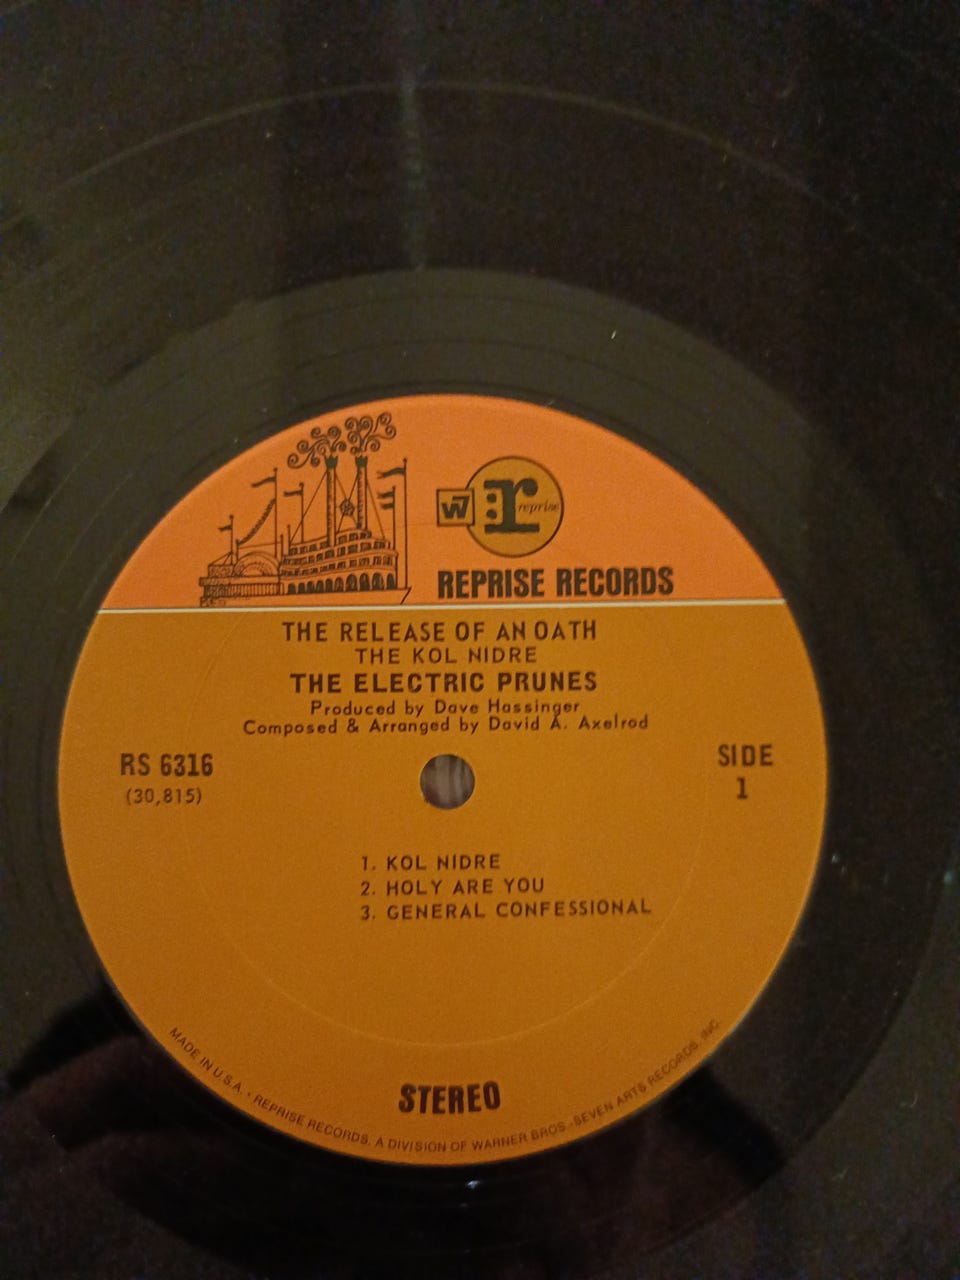 W7
r
reprise
REPRISE RECORDS
THE RELEASE OF AN OATH
THE KOL NIDRE
THE ELECTRIC PRUNES
Produced by Dave Hassinger
Composed & Arranged by David A. Axelrod
RS 6316
(30,815)
SIDE
1
1. KOL NIDRE
2. HOLY ARE YOU
3. GENERAL CONFESSIONAL
STEREO
MADE IN U.S.A. • REPRISE RECORDS, A DIVISION OF WARNER BROS.-SEVEN ARTS RECORDS, INC.